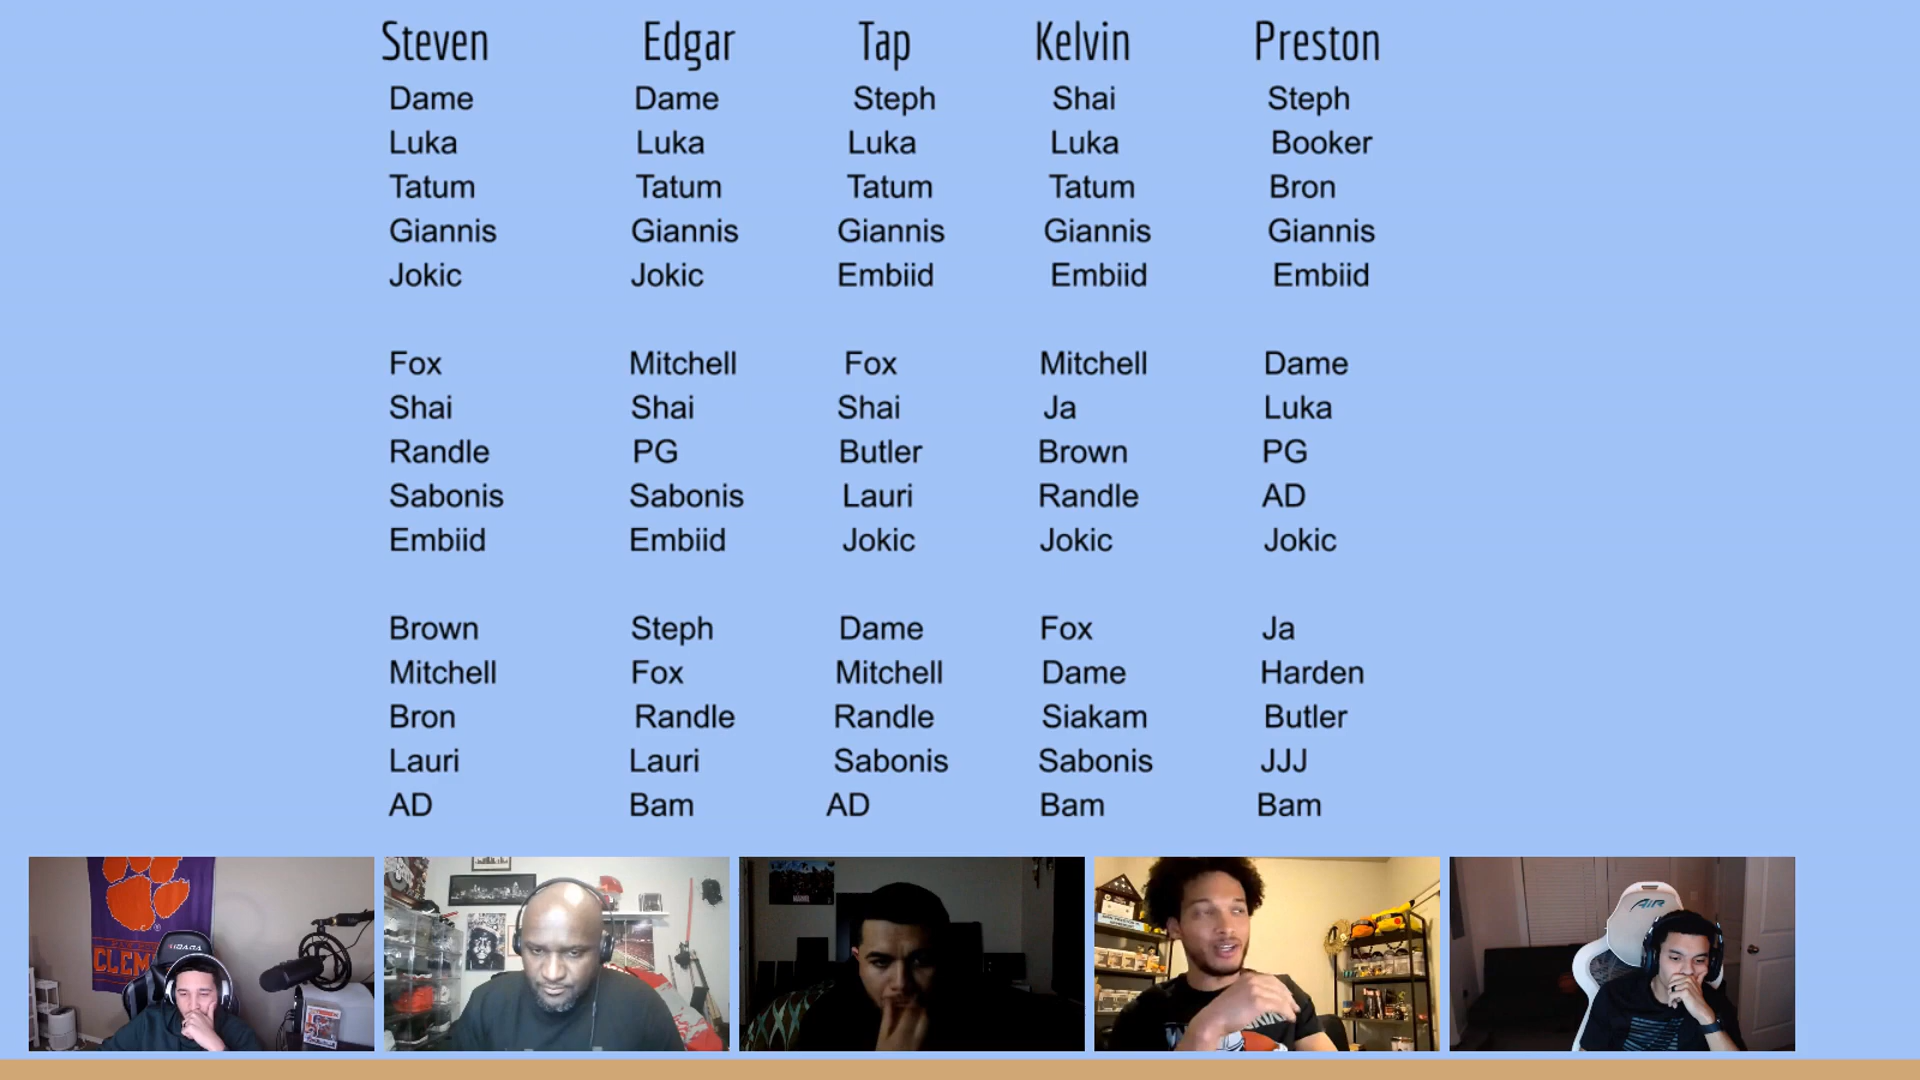 Steven Edgar Tap Kelvin Preston
Dame Dame Steph Shai Steph
Luka Luka Luka Luka Booker
Tatum Tatum Tatum Tatum Bron
Giannis Giannis Giannis Giannis Giannis
Jokic Jokic Embiid Embiid Embiid
Fox Mitchell Fox Mitchell Dame
Shai Shai Shai Ja Luka
Randle PG Butler Brown PG
Sabonis Sabonis Lauri Randle AD
Embiid Embiid Jokic Jokic Jokic
Brown Steph Dame Fox Ja
Mitchell Fox Mitchell Dame Harden
Bron Randle Randle Siakam Butler
Lauri Lauri Sabonis Sabonis JJJ
AD Bam AD Bam Bam
CLEM
AIR